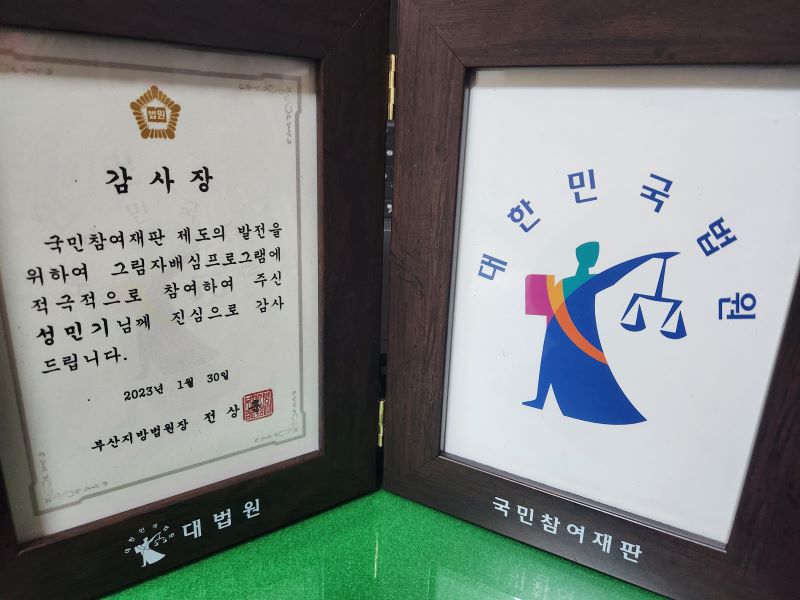 법원
감사장
국민참여재판 제도의 발전을
위하여 그림자배심프로그램에
적극적으로 참여하여 주신
성민기님께 진심으로 감사
드립니다.
2023년 1월 30일
부산지방법원장 전상
대한민국
대법원
대한민국법원
국민참여재판